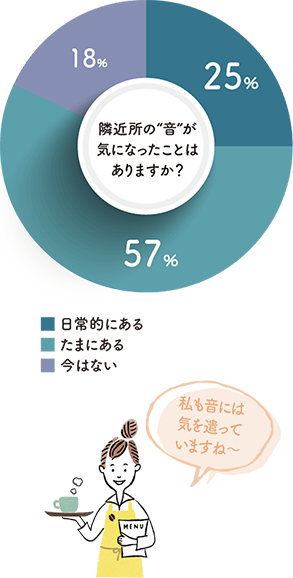 18%
25%
隣近所の“音”が
気になったことは
ありますか？
57%
日常的にある
たまにある
今はない
私も音には
気を遣って
いますね〜
MENU